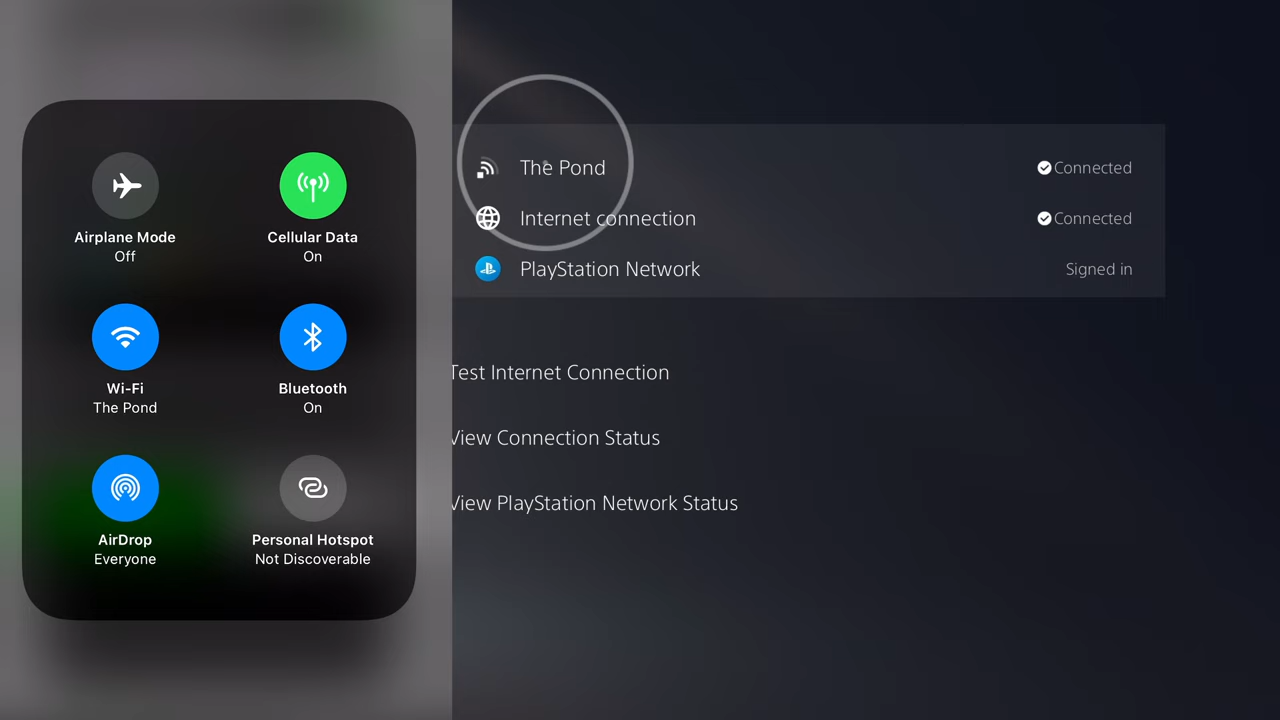 Airplane Mode
Off
Cellular Data
On
Wi-Fi
The Pond
Bluetooth
On
AirDrop
Everyone
Personal Hotspot
Not Discoverable
The Pond
Connected
Internet connection
Connected
PlayStation Network
Signed in
Test Internet Connection
View Connection Status
View PlayStation Network Status